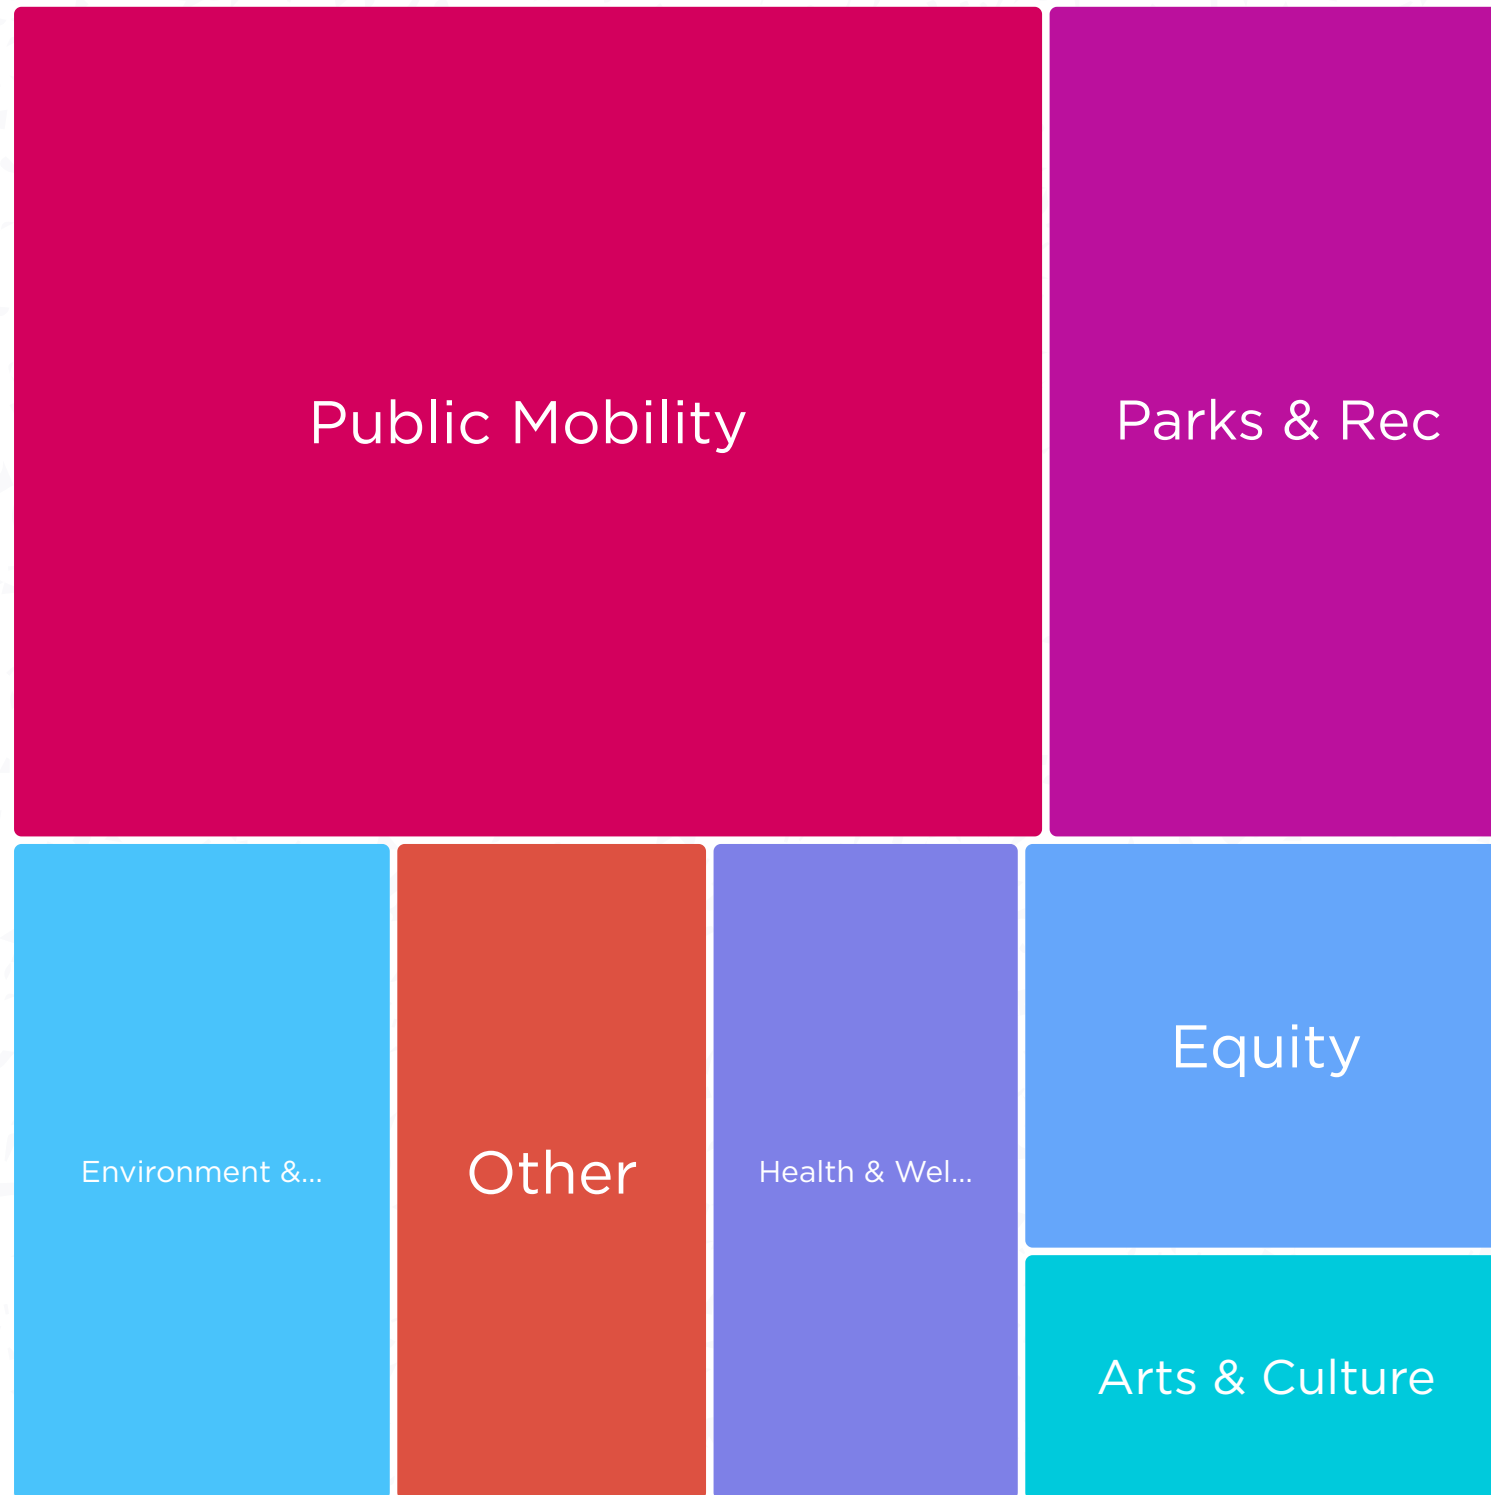 Public Mobility
Parks & Rec
Environment &...
Other
Health & Wel...
Equity
Arts & Culture